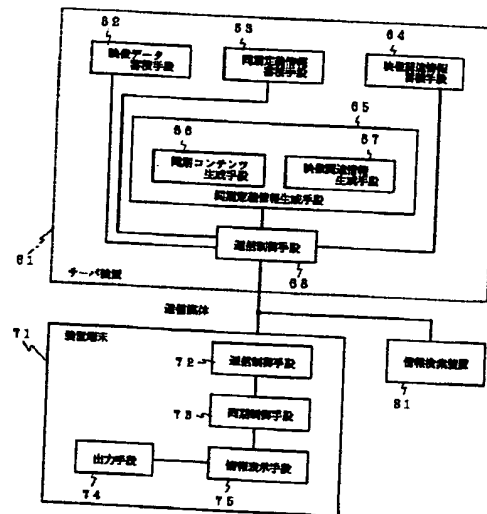 62
63
64
映像データ
蓄積手段
同期定義情報
蓄積手段
映像関連情報
蓄積手段
65
66
67
同期コンテンツ
生成手段
映像関連情報
生成手段
同期定義情報生成手段
通信制御手段
61
68
サーバ装置
通信媒体
71
視聴端末
72
通信制御手段
情報検索装置
81
73
同期制御手段
出力手段
情報表示手段
74
75